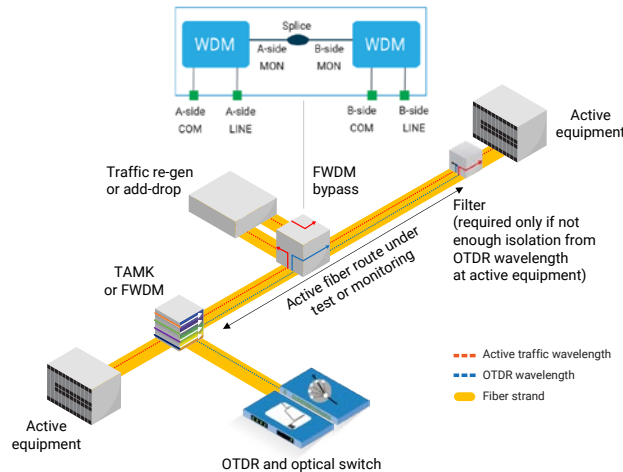 Splice
WDM
A-side
MON
B-side
MON
WDM
A-side
COM
A-side
LINE
B-side
COM
B-side
LINE
Active
equipment
Traffic re-gen
or add-drop
FWDM
bypass
Filter
(required only if not
enough isolation from
OTDR wavelength
at active equipment)
Active fiber route under
test or monitoring
TAMK
or FWDM
Active traffic wavelength
OTDR wavelength
Fiber strand
Active
equipment
OTDR and optical switch